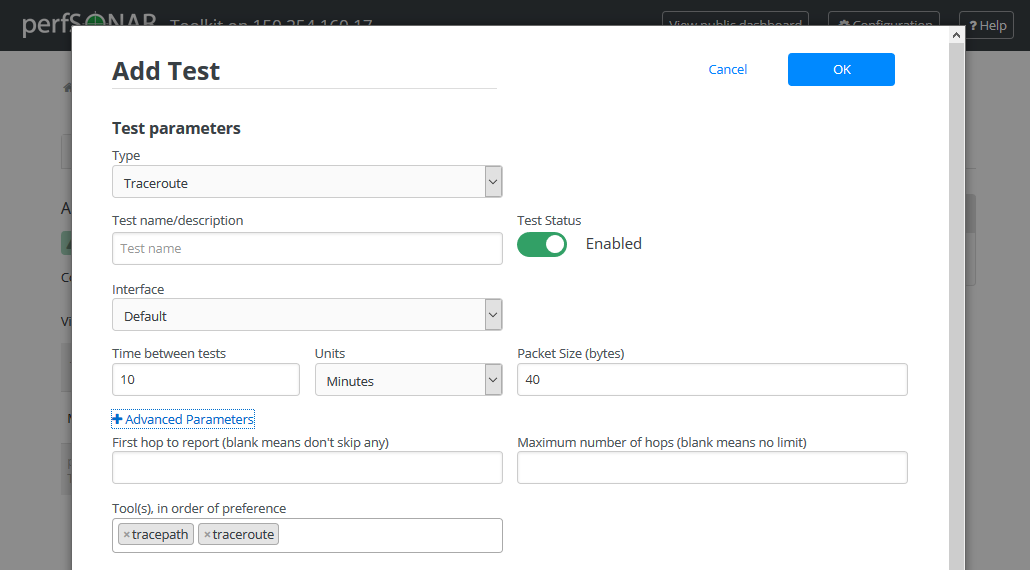 perfSONAR Toolkit on 150.254.160.17 View public dashboard Configuration ? Help
Add Test Cancel OK
Test parameters
Type
Traceroute
Test name/description Test Status
Test name Enabled
Interface
Default
Time between tests Units Packet Size (bytes)
10 Minutes 40
+ Advanced Parameters
First hop to report (blank means don't skip any) Maximum number of hops (blank means no limit)
Tool(s), in order of preference
×tracepath ×traceroute